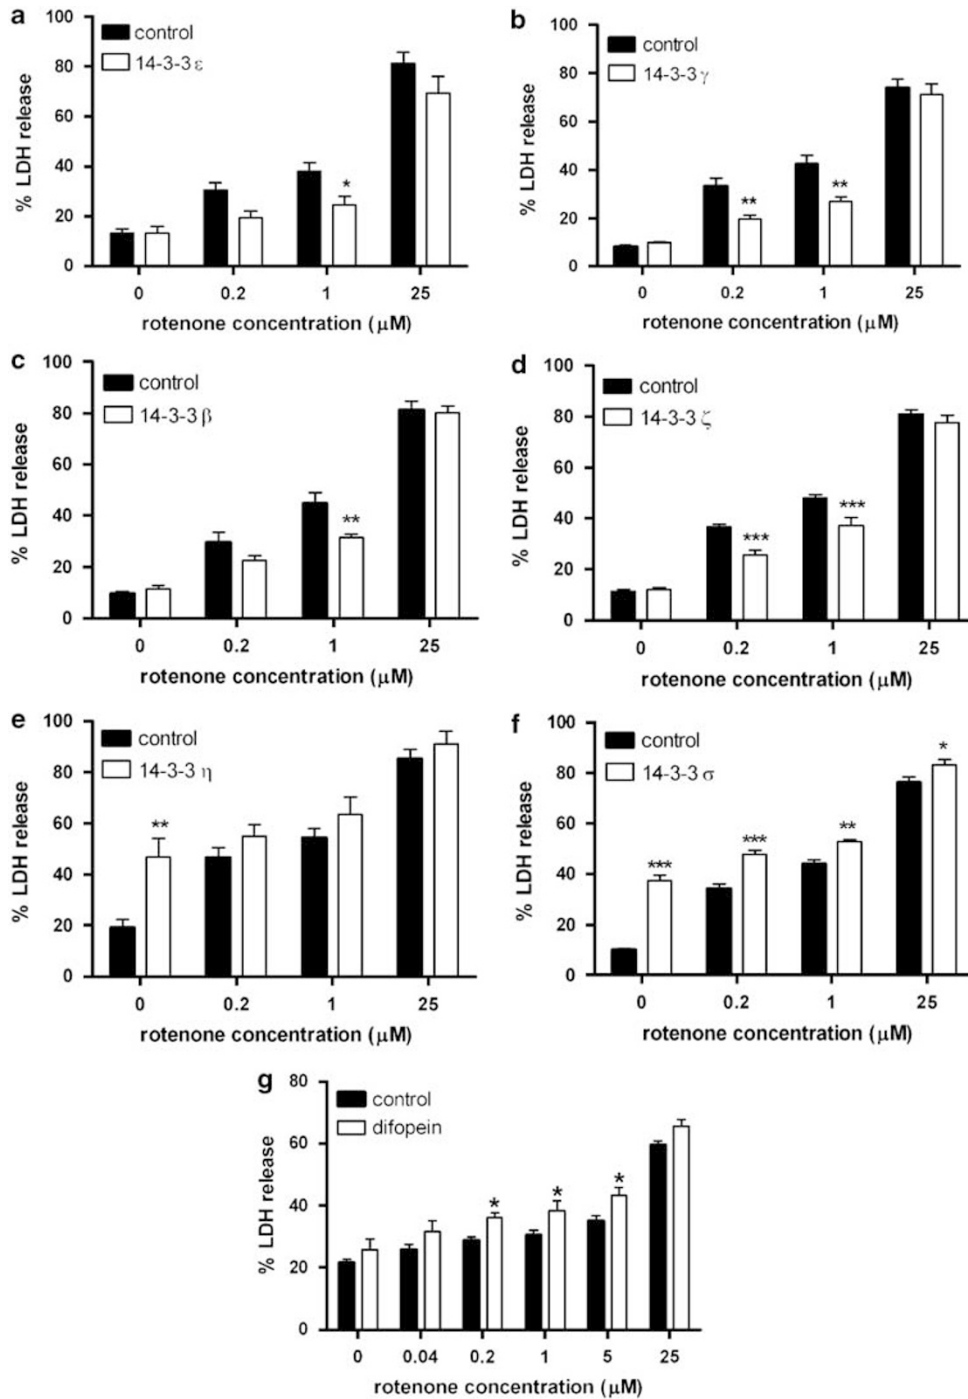 a
100
80
60
40
20
0
% LDH release
control
14-3-3 ε
*
0 0.2 1 25
rotenone concentration (μM)
b
100
80
60
40
20
0
% LDH release
control
14-3-3 γ
** **
0 0.2 1 25
rotenone concentration (μM)
c
100
80
60
40
20
0
% LDH release
control
14-3-3 β
**
0 0.2 1 25
rotenone concentration (μM)
d
100
80
60
40
20
0
% LDH release
control
14-3-3 ζ
*** ***
0 0.2 1 25
rotenone concentration (μM)
e
100
80
60
40
20
0
% LDH release
control
14-3-3 η
**
0 0.2 1 25
rotenone concentration (μM)
f
100
80
60
40
20
0
% LDH release
control
14-3-3 σ
*** *** ** *
0 0.2 1 25
rotenone concentration (μM)
g
80
60
40
20
0
% LDH release
control
difopein
* * *
0 0.04 0.2 1 5 25
rotenone concentration (μM)